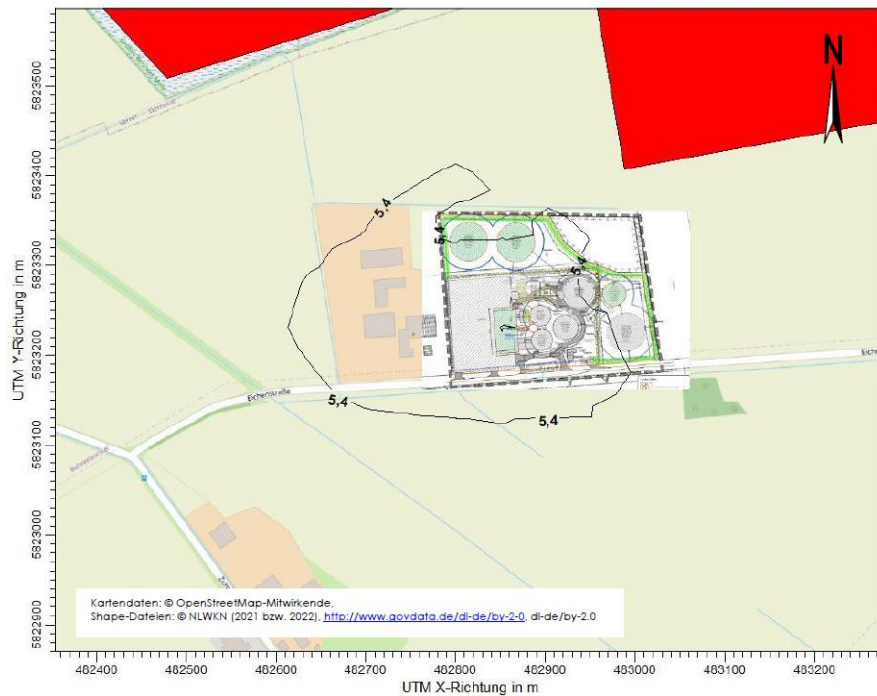 N
5823500
5823400
5823300
5823200
5823100
5823000
5822900
UTM Y-Richtung in m
5,4
5,4
5,4
5,4
5,4
Eichenstraße
482400 482500 482600 482700 482800 482900 483000 483100 483200
UTM X-Richtung in m
Kartendaten: © OpenStreetMap-Mitwirkende,
Shape-Dateien: © NLWKN (2021 bzw. 2022), http://www.govdata.de/dl-de/by-2-0, dl-de/by-2.0